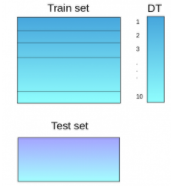 Train set
DT
1
2
3
.
.
.
10
Test set